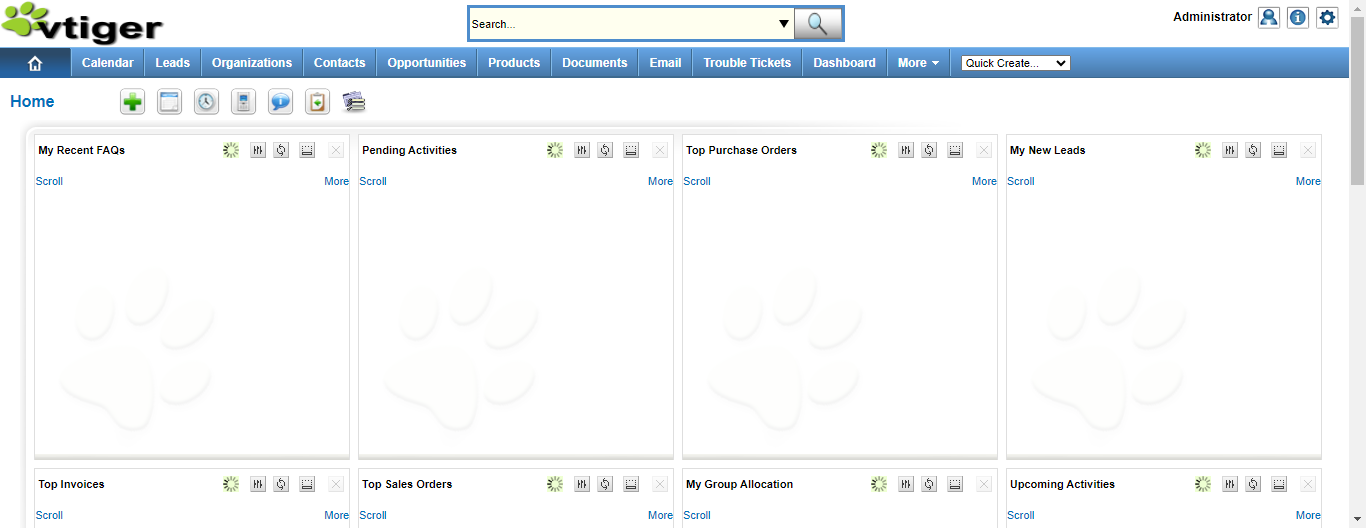 vtiger
Search...
Administrator
Calendar Leads Organizations Contacts Opportunities Products Documents Email Trouble Tickets Dashboard More Quick Create...
Home
My Recent FAQs
Scroll More
Pending Activities
Scroll More
Top Purchase Orders
Scroll More
My New Leads
Scroll More
Top Invoices
Scroll More
Top Sales Orders
Scroll More
My Group Allocation
Scroll More
Upcoming Activities
Scroll More